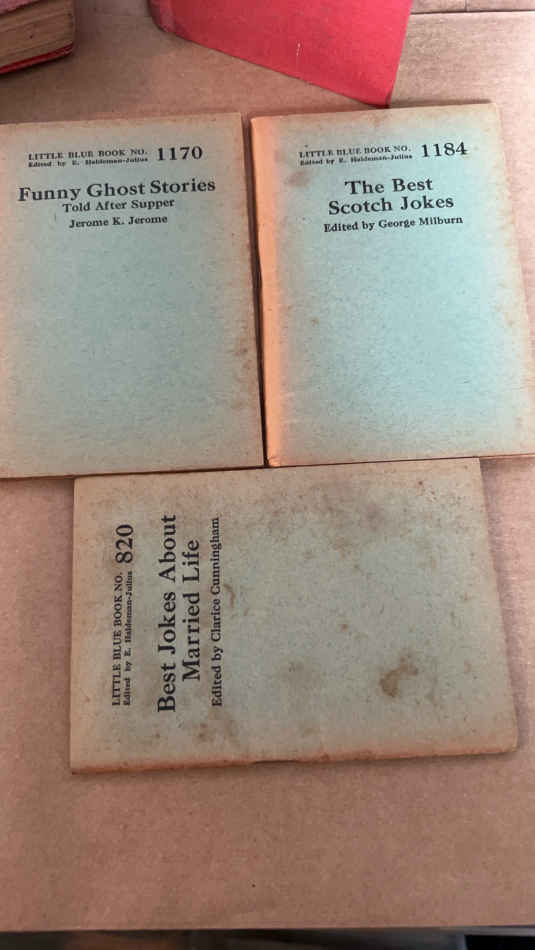 LITTLE BLUE BOOK NO. 1170
Edited by E. Haldeman-Julius
Funny Ghost Stories
Told After Supper
Jerome K. Jerome
LITTLE BLUE BOOK NO. 1184
Edited by E. Haldeman-Julius
The Best
Scotch Jokes
Edited by George Milburn
LITTLE BLUE BOOK NO. 820
Edited by E. Haldeman-Julius
Best Jokes About
Married Life
Edited by Clarice Cunningham